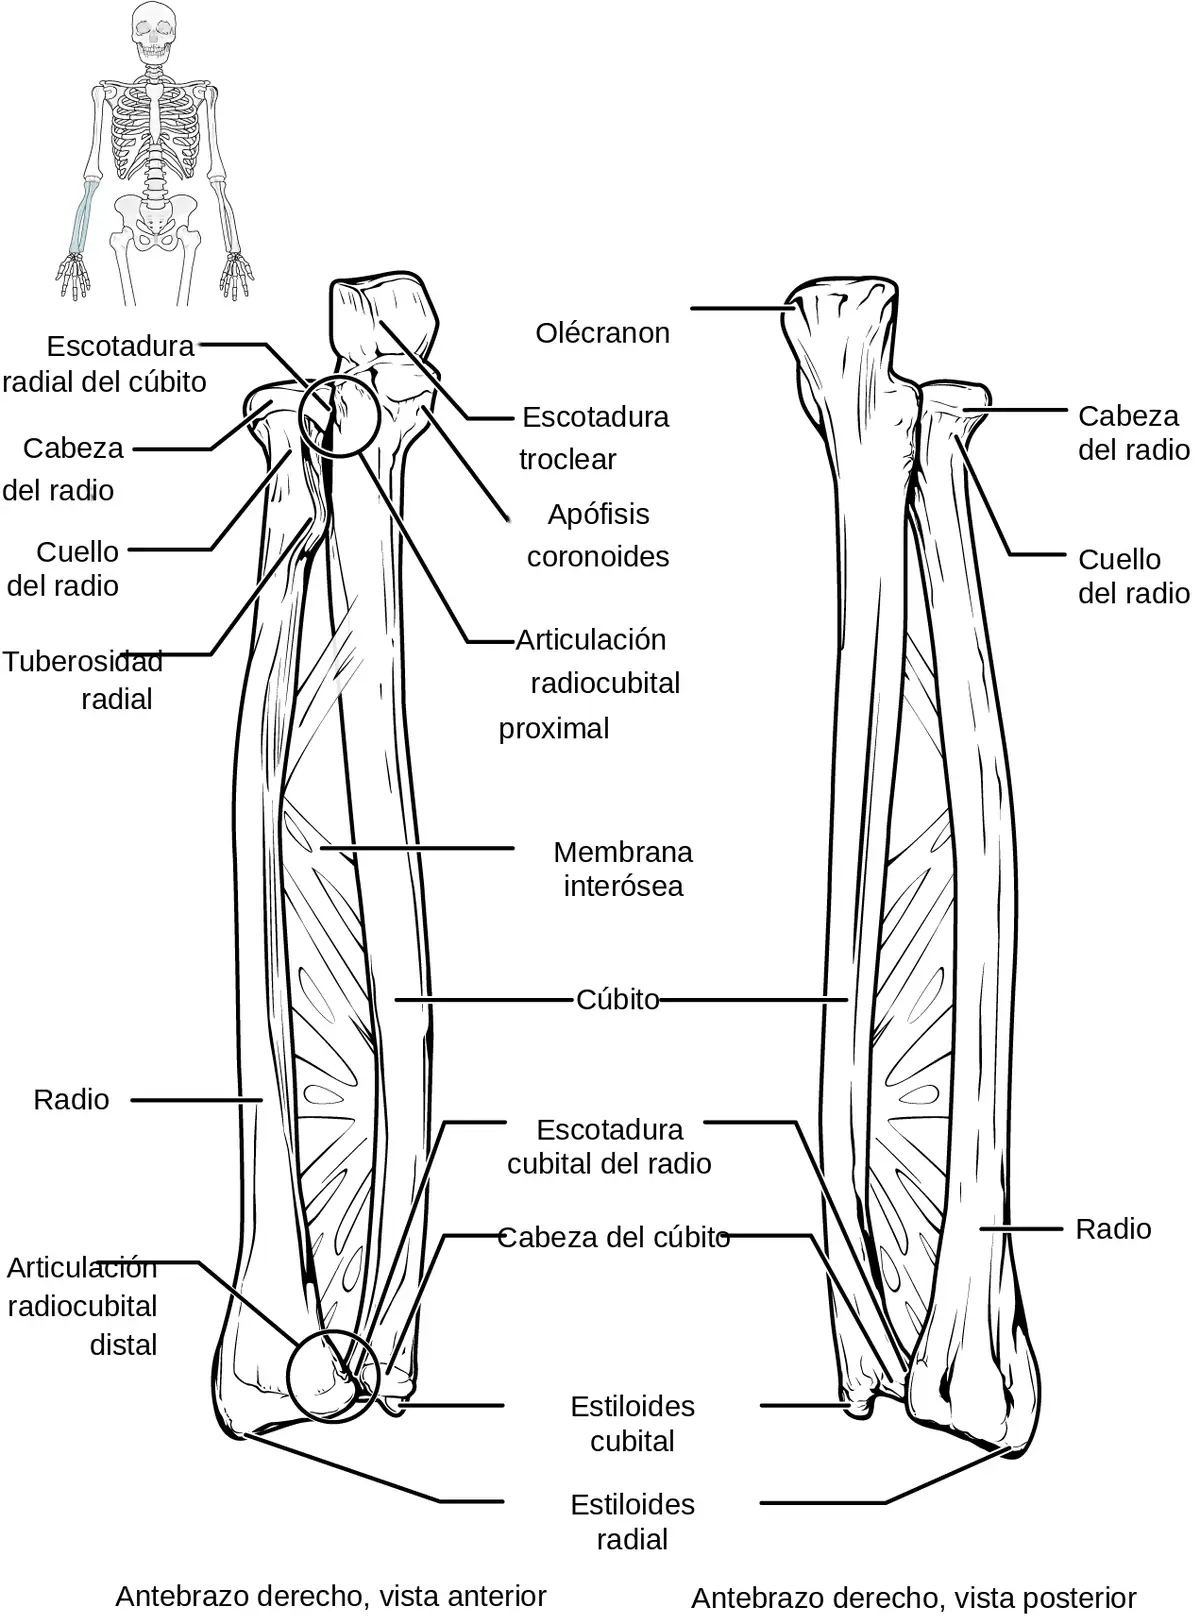 Escotadura
radial del cúbito
Cabeza
del radio
Cuello
del radio
Tuberosidad
radial
Radio
Articulación
radiocubital
distal
Olécranon
Escotadura
troclear
Apófisis
coronoides
Articulación
radiocubital
proximal
Membrana
interósea
Cúbito
Escotadura
cubital del radio
Cabeza del cúbito
Estiloides
cubital
Estiloides
radial
Cabeza
del radio
Cuello
del radio
Radio
Antebrazo derecho, vista anterior
Antebrazo derecho, vista posterior